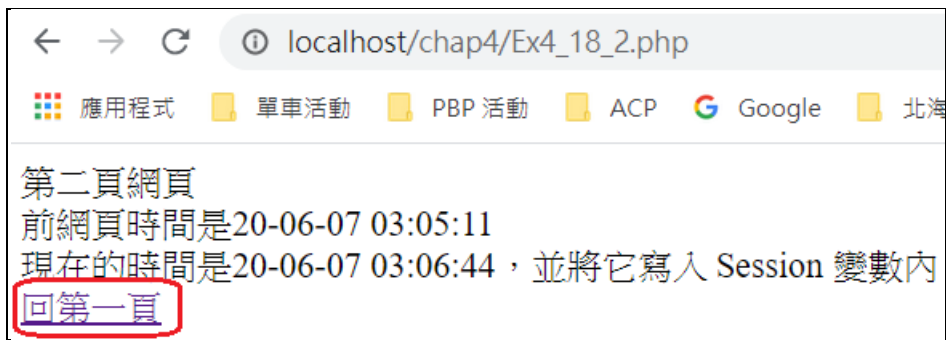 localhost/chap4/Ex4_18_2.php
應用程式 單車活動 PBP 活動 ACP G Google 北海
第二頁網頁
前網頁時間是20-06-07 03:05:11
現在的時間是20-06-07 03:06:44，並將它寫入 Session 變數內
回第一頁